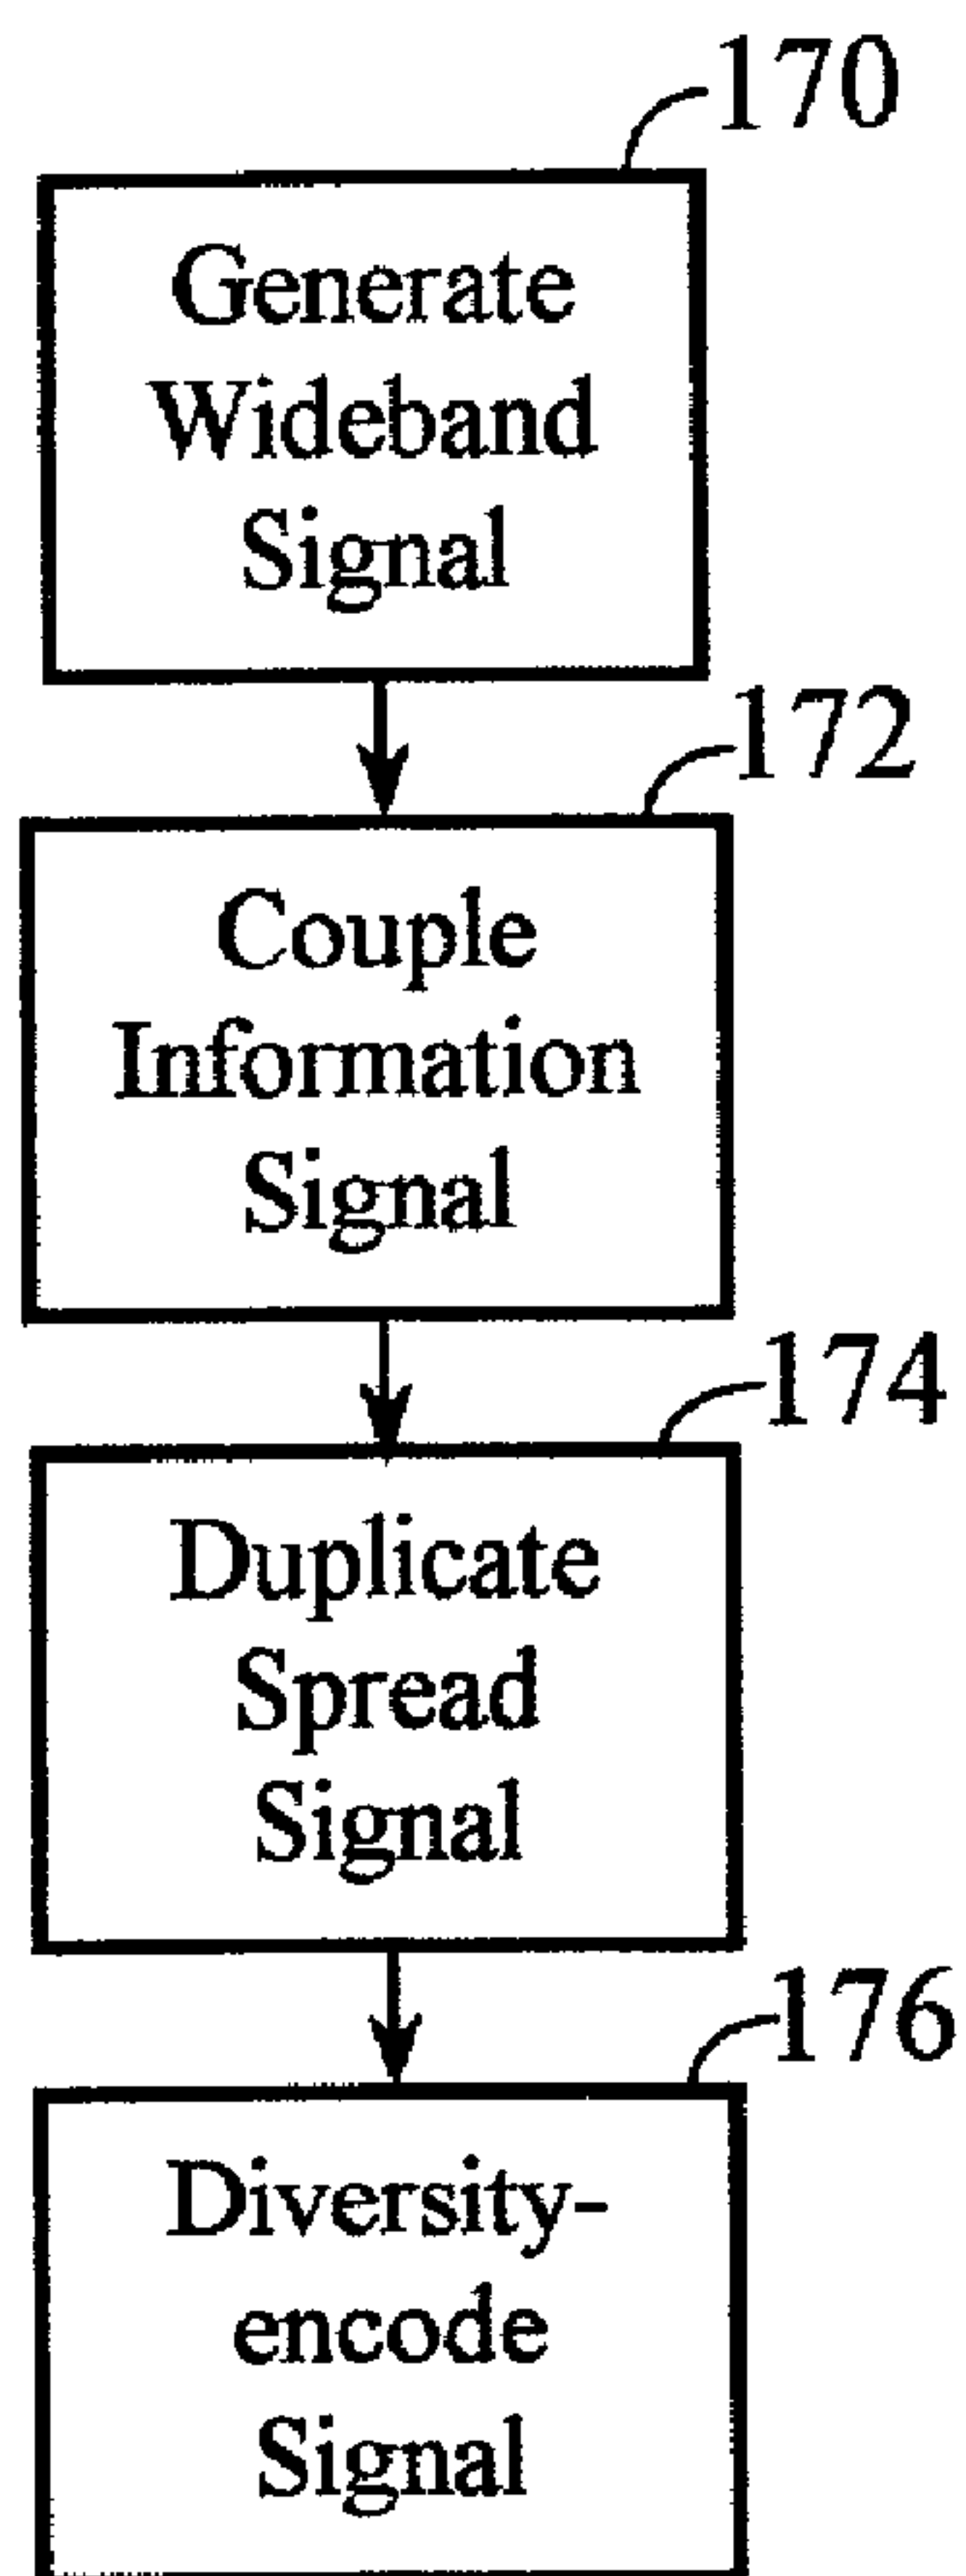 170
Generate
Wideband
Signal
172
Couple
Information
Signal
174
Duplicate
Spread
Signal
176
Diversity-
encode
Signal